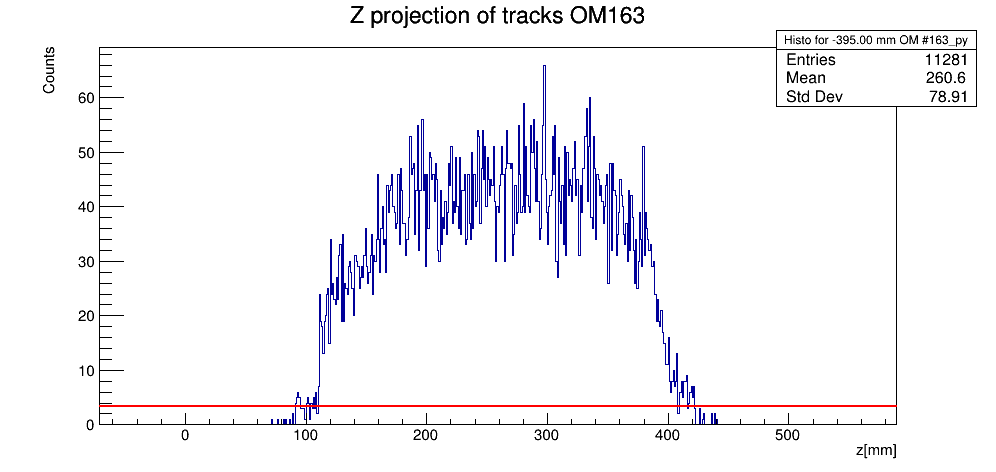 Z projection of tracks OM163
Histo for -395.00 mm OM #163_py
Entries 11281
Mean 260.6
Std Dev 78.91
Counts
60
50
40
30
20
10
0
0 100 200 300 400 500
z[mm]